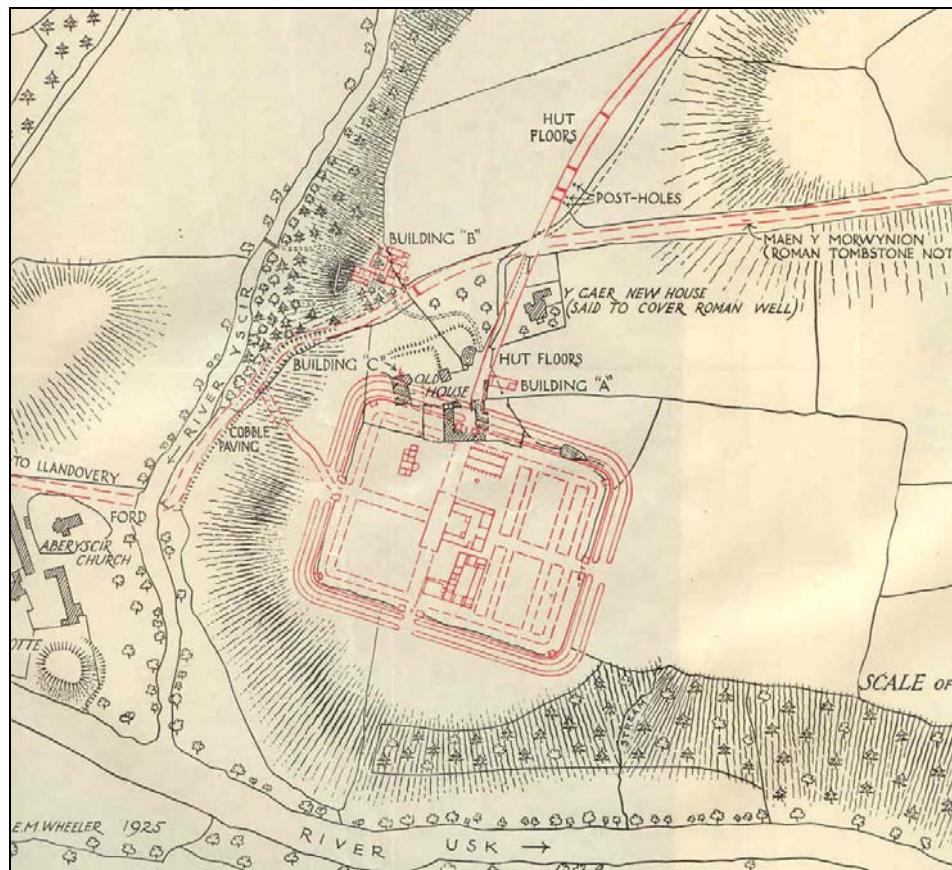 HUT
FLOORS
POST-HOLES
BUILDING "B"
MAEN Y MORWYNION
(ROMAN TOMBSTONE NOT
Y GAER NEW HOUSE
(SAID TO COVER ROMAN WELL)
RIVER YSCIR
BUILDING C
OLD
HOUSE
HUT FLOORS
BUILDING "A"
COBBLE
PAVING
TO LLANDOVERY
FORD
ABERYSCIR
CHURCH
OTTE
STREAM
SCALE OF
E.M. WHEELER 1925
RIVER USK →